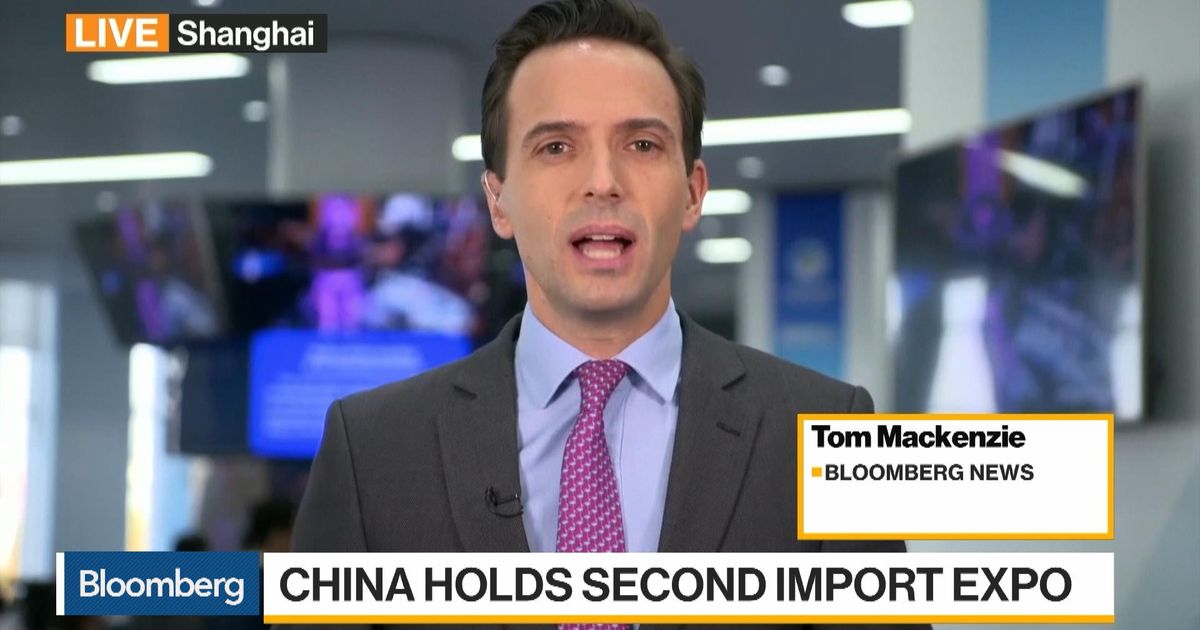 LIVE Shanghai
Tom Mackenzie
BLOOMBERG NEWS
Bloomberg
CHINA HOLDS SECOND IMPORT EXPO